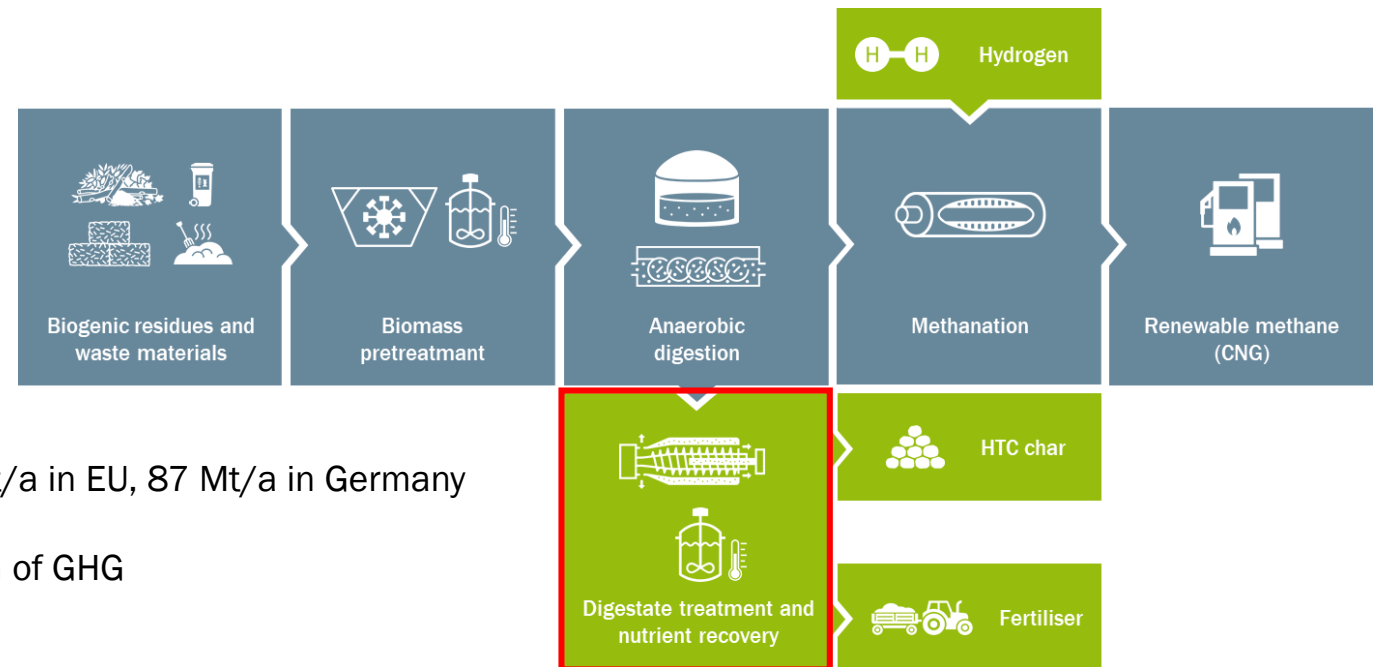 H H Hydrogen
Biogenic residues and
waste materials
Biomass
pretreatmant
Anaerobic
digestion
Methanation
Renewable methane
(CNG)
/a in EU, 87 Mt/a in Germany
of GHG
Digestate treatment and
nutrient recovery
HTC char
Fertiliser